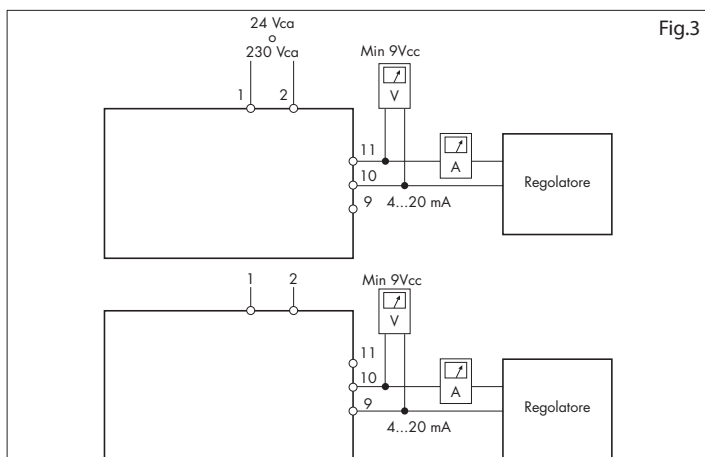 Fig.3
24 Vca
o
230 Vca
1
2
Min 9Vcc
V
11
A
10
9
4...20 mA
Regolatore
1
2
Min 9Vcc
V
11
10
A
9
4...20 mA
Regolatore